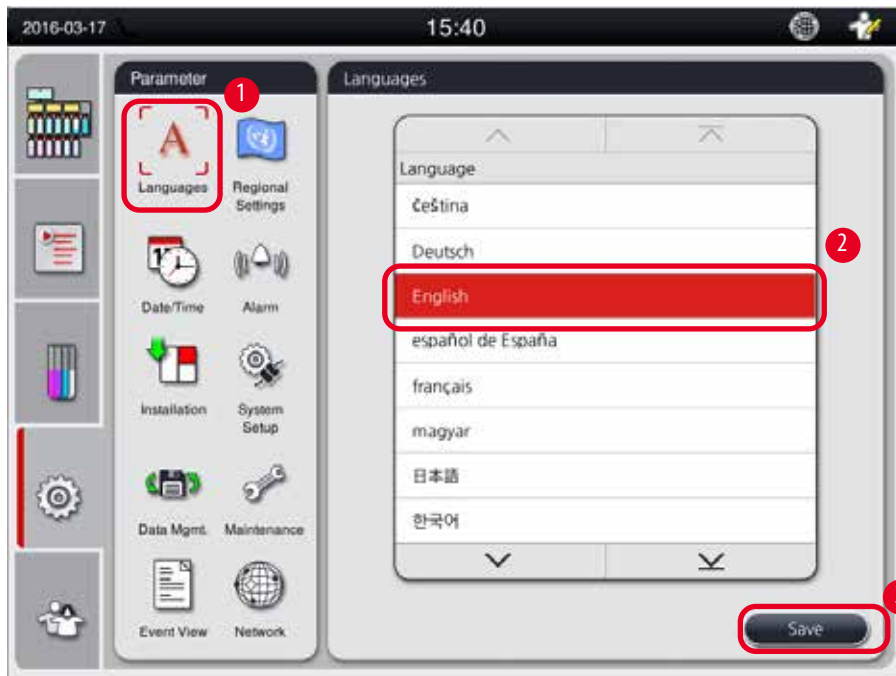 2016-03-17
15:40
Parameter
1
Languages
Regional
Settings
Date/Time
Alarm
Installation
System
Setup
Data Mgmt.
Maintenance
Event View
Network
Languages
Language
čeština
Deutsch
2
English
español de España
français
magyar
日本語
한국어
Save